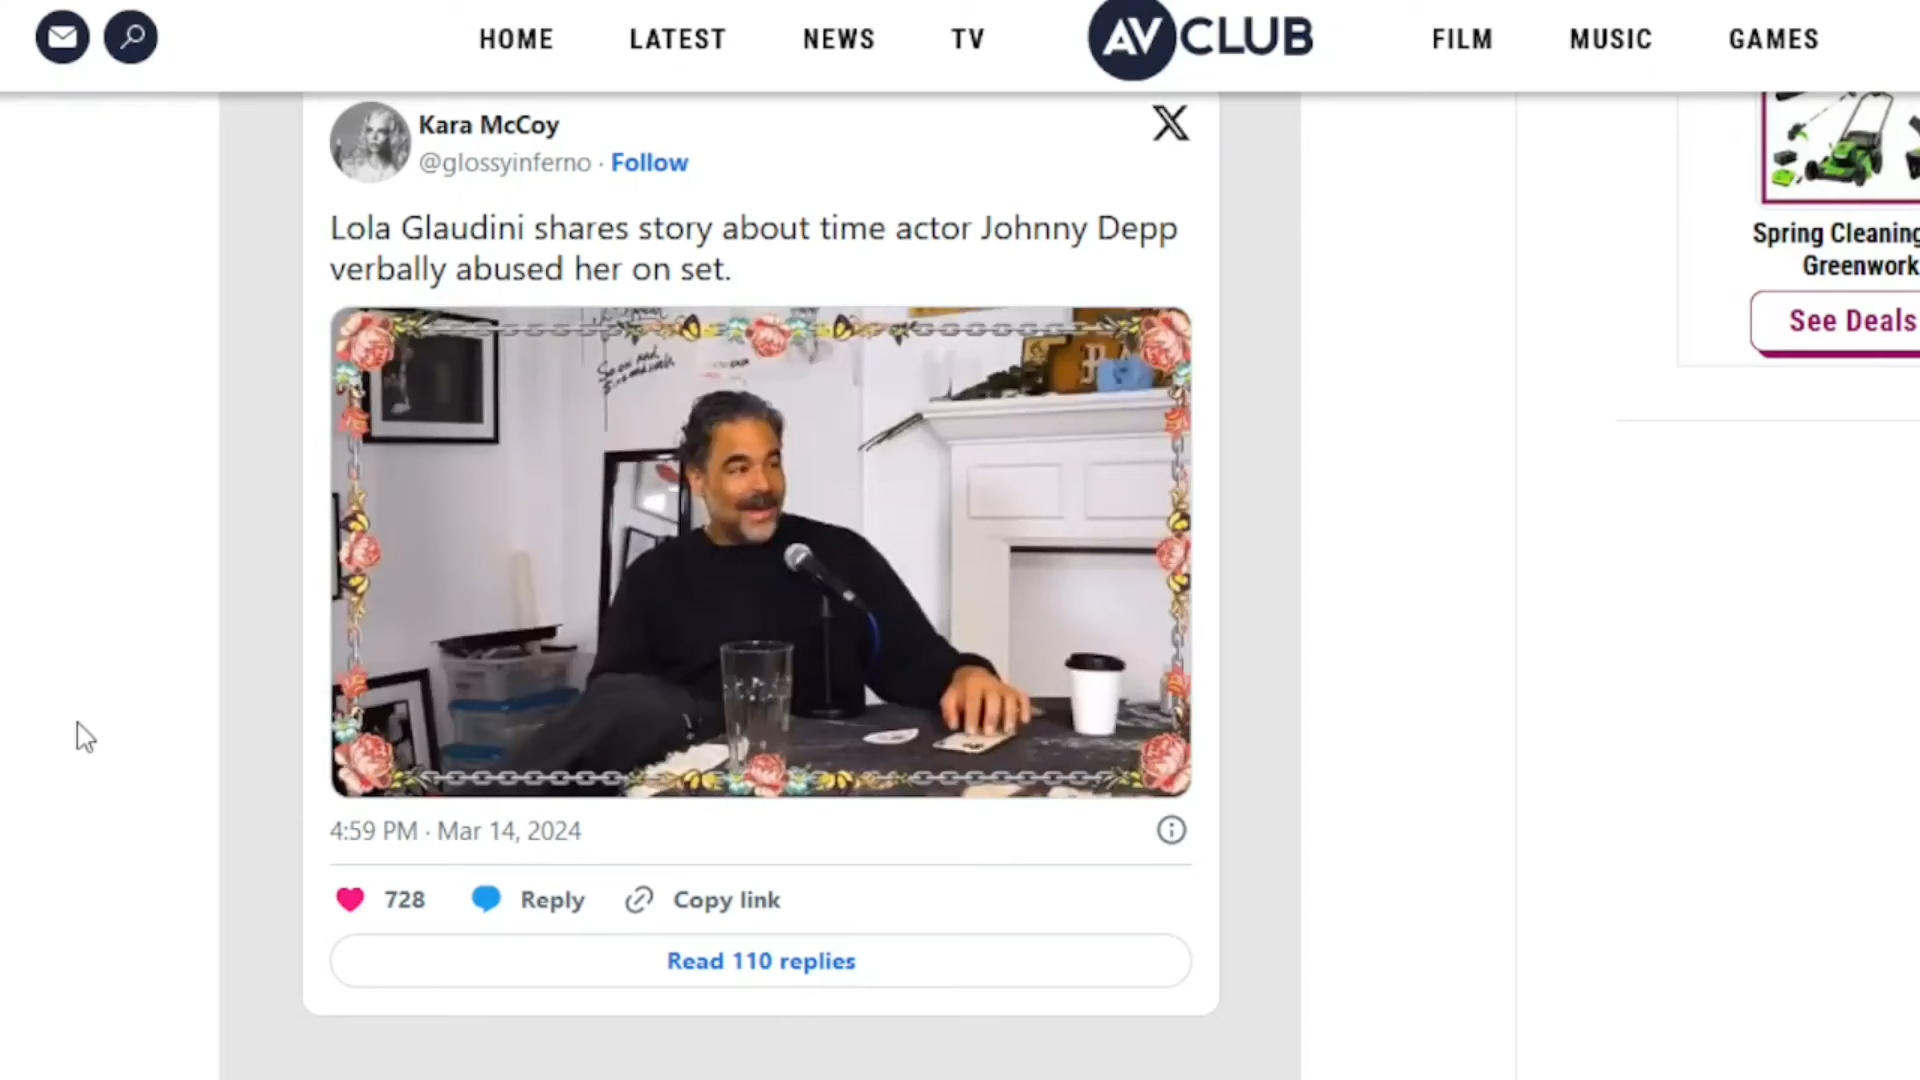 HOME
LATEST
NEWS
TV
AV CLUB
FILM
MUSIC
GAMES
Kara McCoy
@glossyinferno · Follow
Lola Glaudini shares story about time actor Johnny Depp
verbally abused her on set.
4:59 PM · Mar 14, 2024
728
Reply
Copy link
Read 110 replies
Spring Cleaning
Greenwork
See Deals